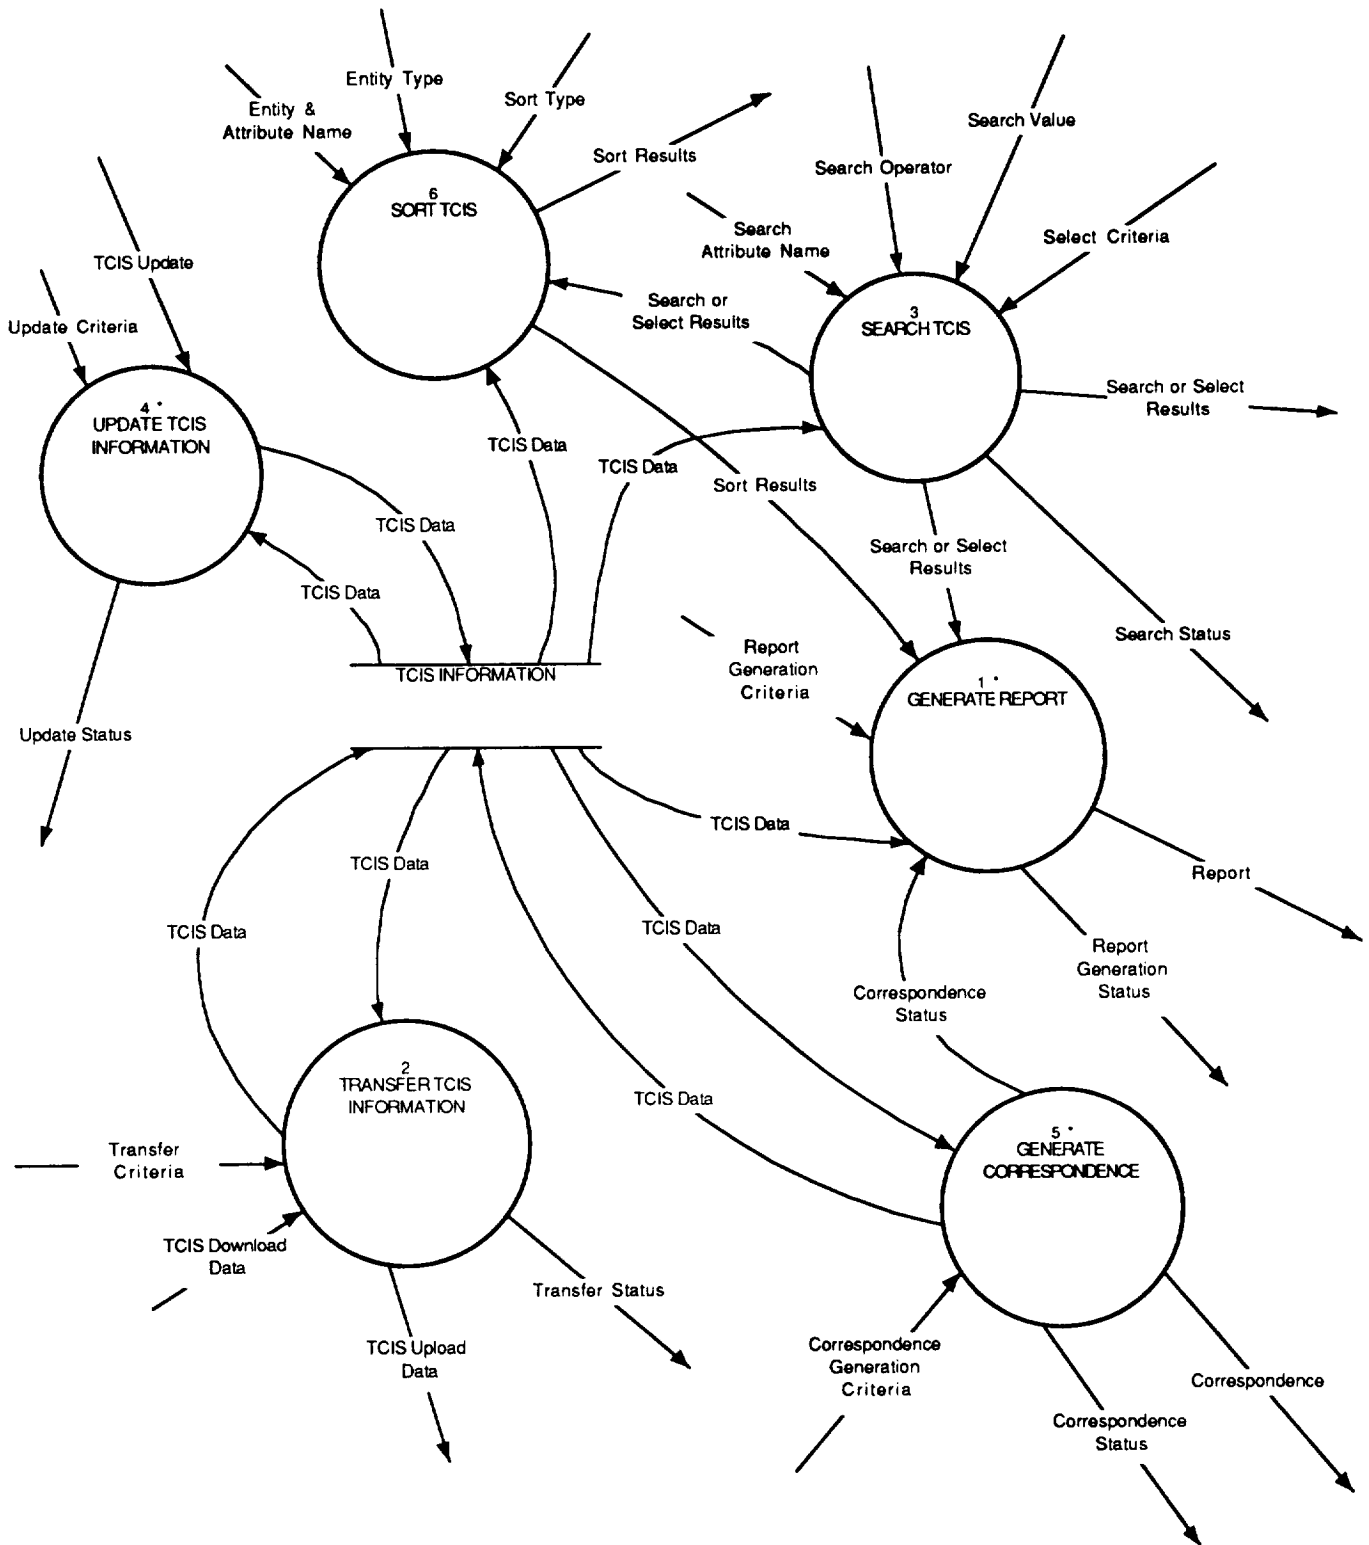 Entity Type
Entity &
Attribute Name
Sort Type
Sort Results
6
SORT TCIS
Search Value
Search Operator
Search
Attribute Name
Select Criteria
TCIS Update
Update Criteria
Search or
Select Results
3
SEARCH TCIS
Search or Select
Results
4 *
UPDATE TCIS
INFORMATION
TCIS Data
TCIS Data
Sort Results
TCIS Data
Search or Select
Results
TCIS Data
Search Status
Report
Generation
Criteria
TCIS INFORMATION
1 *
GENERATE REPORT
Update Status
TCIS Data
TCIS Data
Report
TCIS Data
TCIS Data
Report
Generation
Status
Correspondence
Status
2
TRANSFER TCIS
INFORMATION
TCIS Data
5 *
GENERATE
CORRESPONDENCE
Transfer
Criteria
TCIS Download
Data
Transfer Status
TCIS Upload
Data
Correspondence
Generation
Criteria
Correspondence
Correspondence
Status